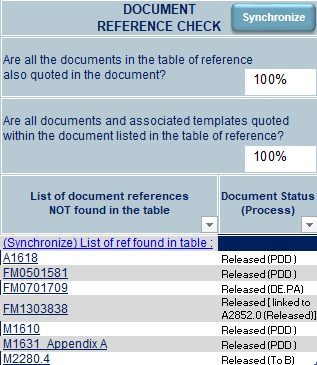 DOCUMENT
REFERENCE CHECK
Synchronize
Are all the documents in the table of reference
also quoted in the document?
100%
Are all documents and associated templates quoted
within the document listed in the table of reference?
100%
List of document references
NOT found in the table
Document Status
(Process)
(Synchronize) List of ref found in table :
A1618
Released (PDD )
FM0501581
Released (PDD )
FM0701709
Released (DE.PA)
FM1303838
Released [ linked to
A2852.0 (Released)]
M1610
Released (PDD )
M1631 Appendix A
Released (PDD )
M2280.4
Released (To B)